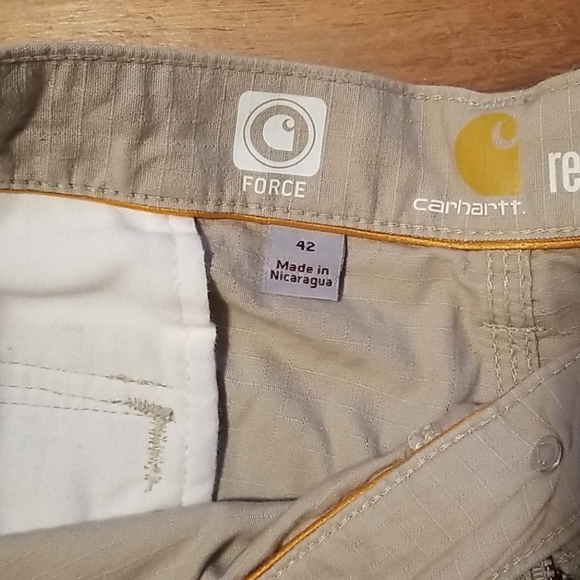 FORCE
carhartt.
re
42
Made in
Nicaragua